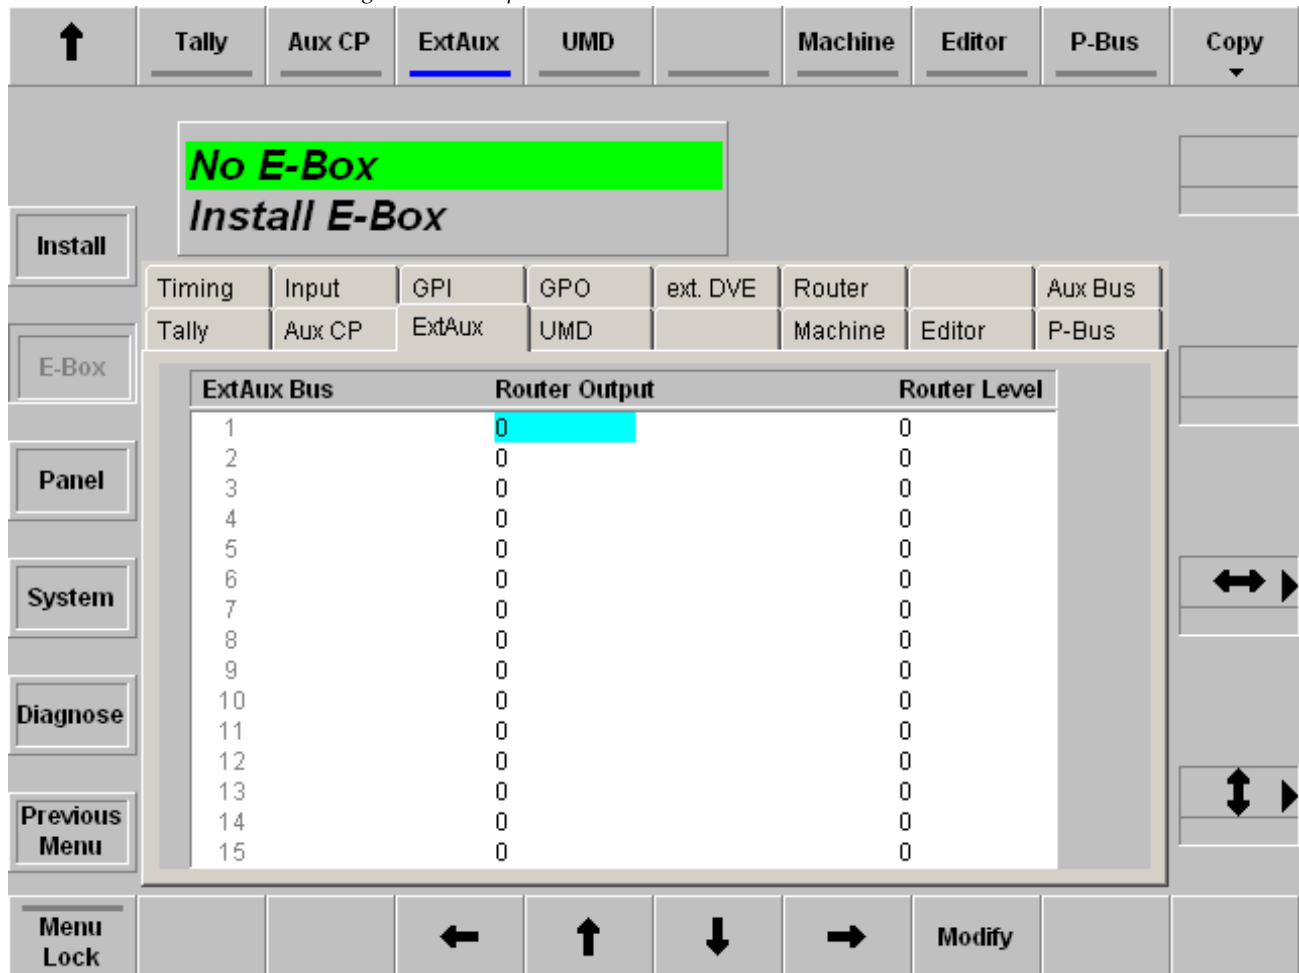 Tally Aux CP ExtAux UMD Machine Editor P-Bus Copy
No E-Box
Install E-Box
Install
Timing Input GPI GPO ext. DVE Router Aux Bus
Tally Aux CP ExtAux UMD Machine Editor P-Bus
E-Box
ExtAux Bus Router Output Router Level
1 0 0
2 0 0
3 0 0
4 0 0
5 0 0
6 0 0
7 0 0
8 0 0
9 0 0
10 0 0
11 0 0
12 0 0
13 0 0
14 0 0
15 0 0
Panel
System
Diagnose
Previous
Menu
Menu
Lock
Modify